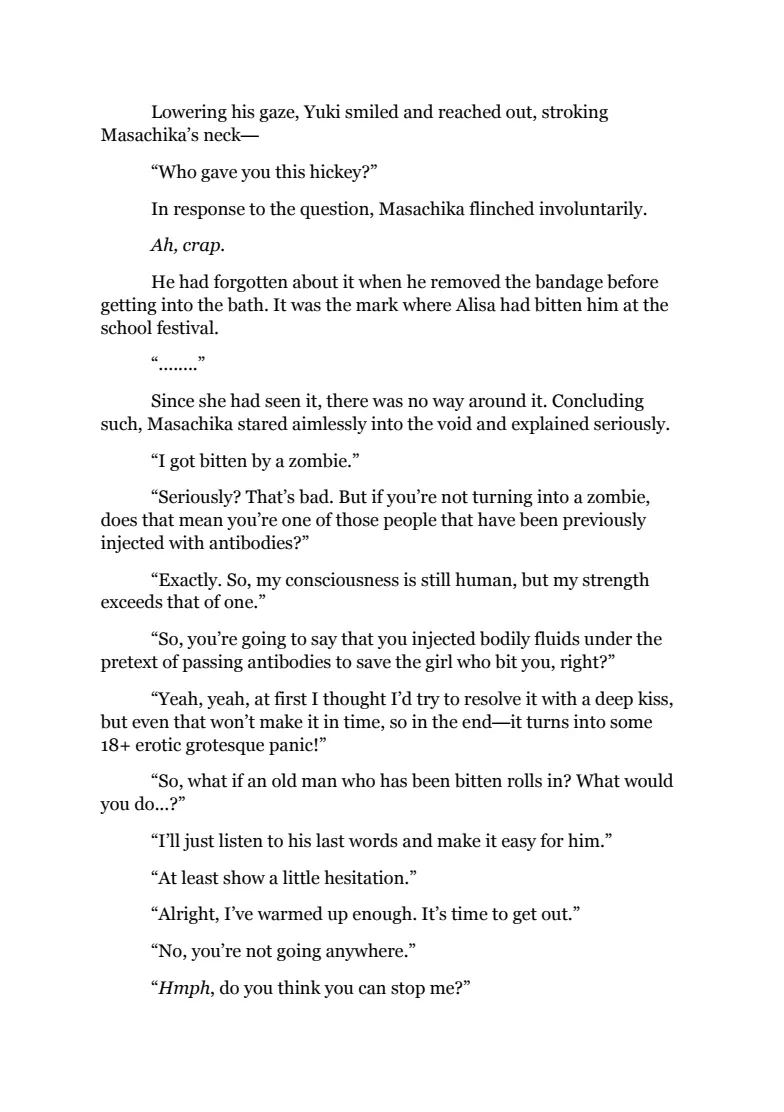 Lowering his gaze, Yuki smiled and reached out, stroking
Masachika’s neck—
“Who gave you this hickey?”
In response to the question, Masachika flinched involuntarily.
Ah, crap.
He had forgotten about it when he removed the bandage before
getting into the bath. It was the mark where Alisa had bitten him at the
school festival.
“........”
Since she had seen it, there was no way around it. Concluding
such, Masachika stared aimlessly into the void and explained seriously.
“I got bitten by a zombie.”
“Seriously? That’s bad. But if you’re not turning into a zombie,
does that mean you’re one of those people that have been previously
injected with antibodies?”
“Exactly. So, my consciousness is still human, but my strength
exceeds that of one.”
“So, you’re going to say that you injected bodily fluids under the
pretext of passing antibodies to save the girl who bit you, right?”
“Yeah, yeah, at first I thought I’d try to resolve it with a deep kiss,
but even that won’t make it in time, so in the end—it turns into some
18+ erotic grotesque panic!”
“So, what if an old man who has been bitten rolls in? What would
you do...?”
“I’ll just listen to his last words and make it easy for him.”
“At least show a little hesitation.”
“Alright, I’ve warmed up enough. It’s time to get out.”
“No, you’re not going anywhere.”
“Hmph, do you think you can stop me?”